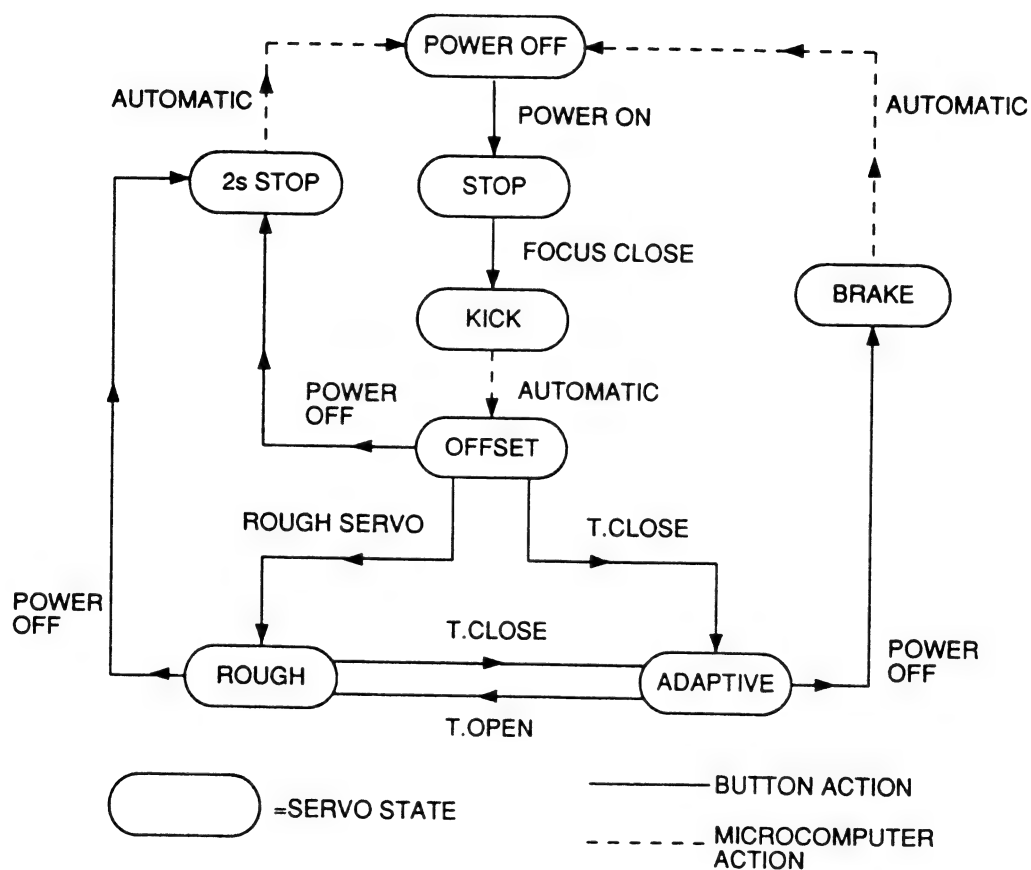 POWER OFF
AUTOMATIC
POWER ON
AUTOMATIC
2s STOP
STOP
FOCUS CLOSE
BRAKE
KICK
AUTOMATIC
POWER
OFF
OFFSET
ROUGH SERVO
T.CLOSE
POWER
OFF
T.CLOSE
POWER
OFF
ROUGH
ADAPTIVE
T.OPEN
=SERVO STATE
BUTTON ACTION
MICROCOMPUTER
ACTION